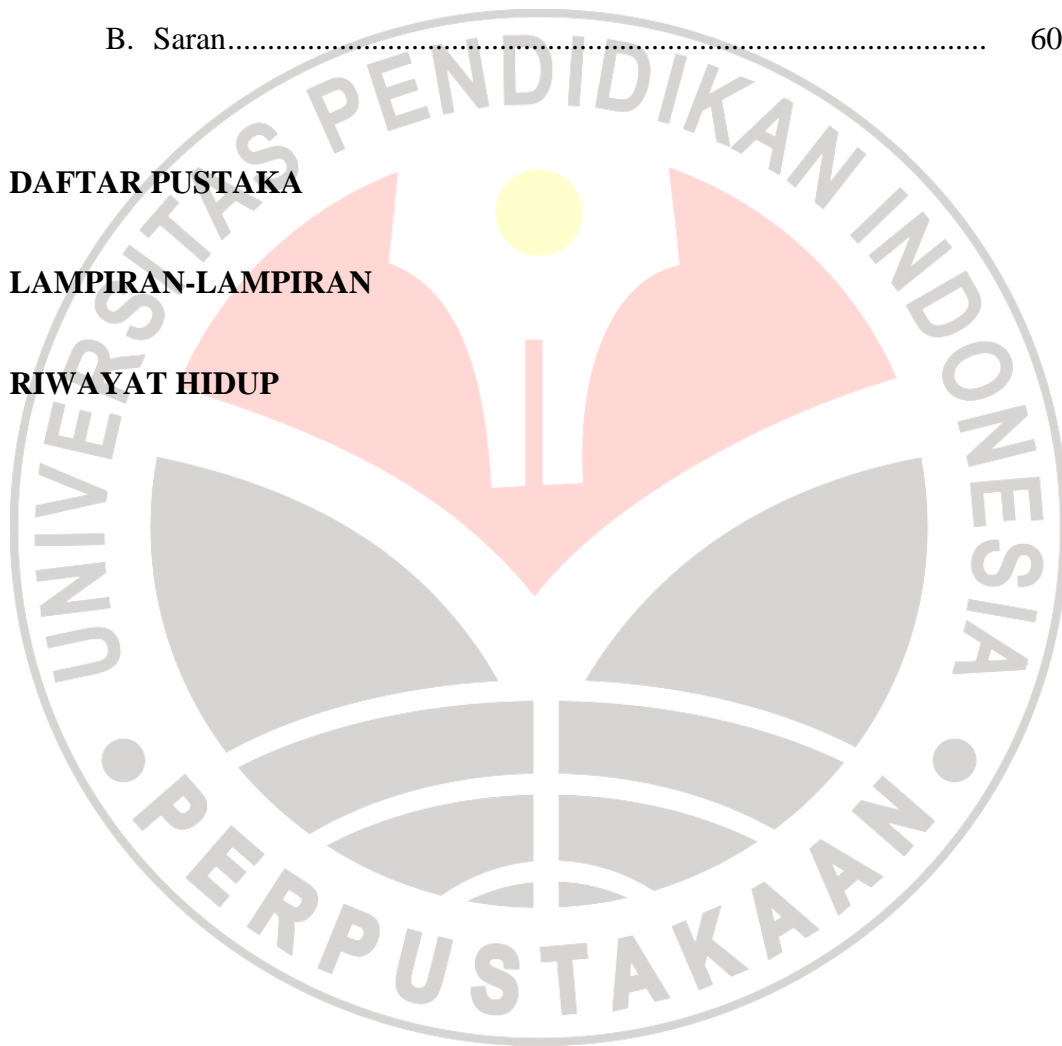 B. Saran.......................................................................................... 60
DAFTAR PUSTAKA
LAMPIRAN-LAMPIRAN
RIWAYAT HIDUP
UNIVERSITAS PENDIDIKAN INDONESIA
PERPUSTAKAAN